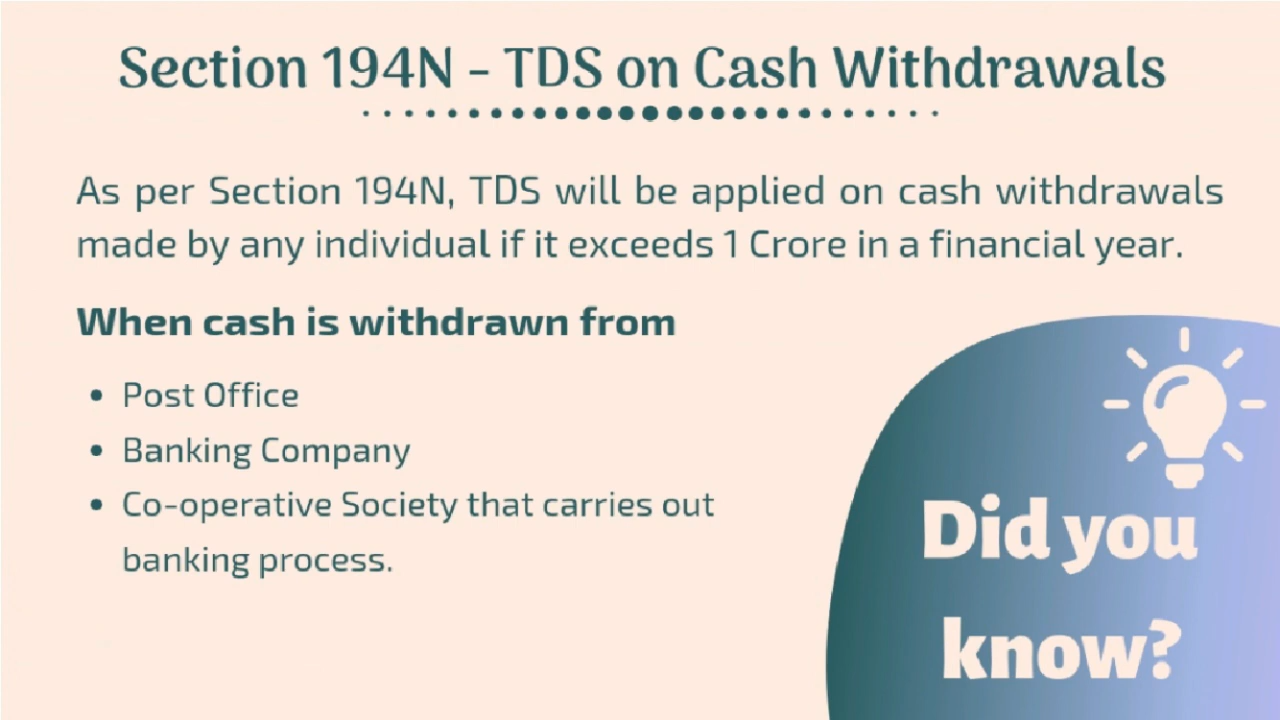 Section 194N - TDS on Cash Withdrawals
As per Section 194N, TDS will be applied on cash withdrawals
made by any individual if it exceeds 1 Crore in a financial year.
When cash is withdrawn from
• Post Office
• Banking Company
• Co-operative Society that carries out
banking process.
Did you
know?